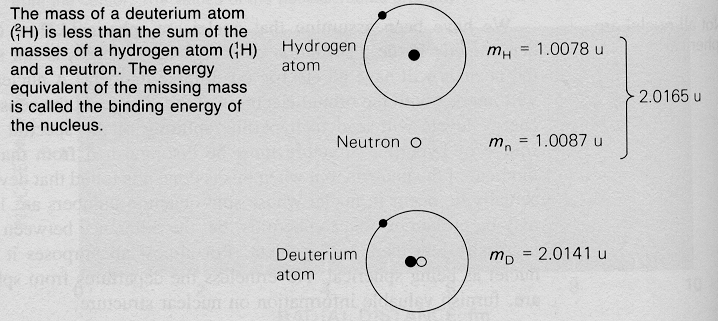 The mass of a deuterium atom
(²₁H) is less than the sum of the
masses of a hydrogen atom (¹₁H)
and a neutron. The energy
equivalent of the missing mass
is called the binding energy of
the nucleus.
Hydrogen atom
m_H = 1.0078 u
2.0165 u
Neutron
m_n = 1.0087 u
Deuterium atom
m_D = 2.0141 u